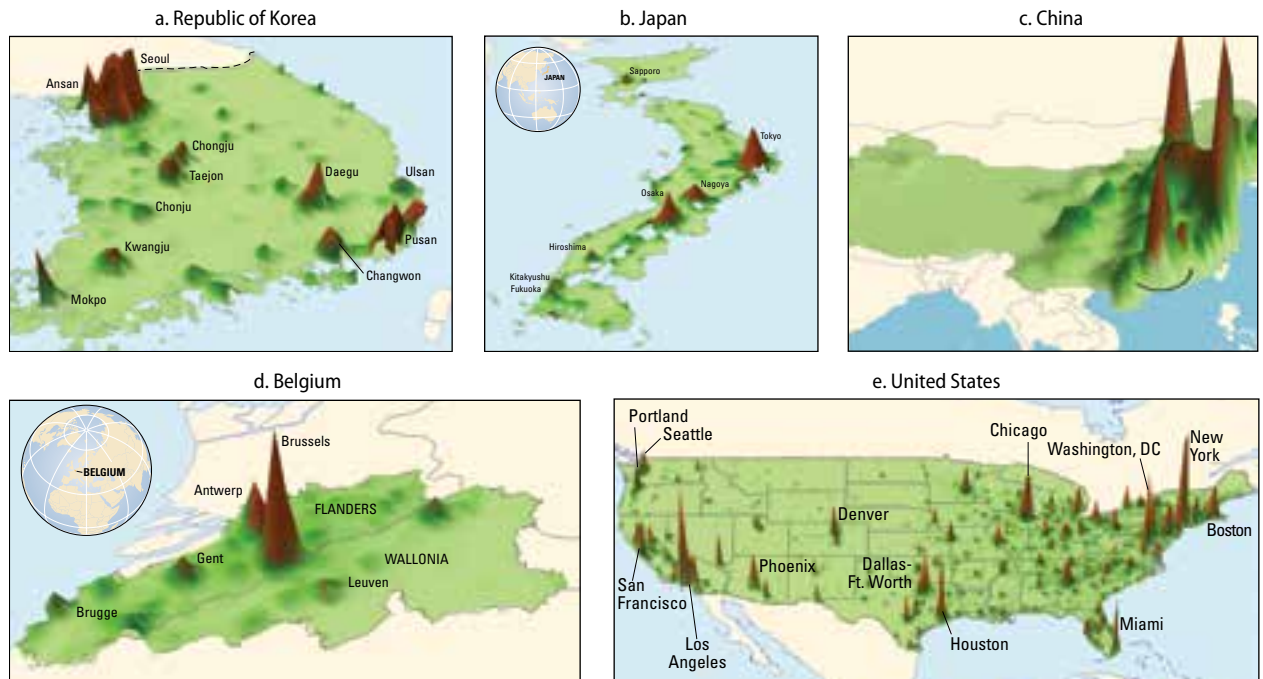 a. Republic of Korea
Seoul
Ansan
Chongju
Taejon
Daegu
Ulsan
Chonju
Kwangju
Pusan
Changwon
Mokpo
b. Japan
JAPAN
Sapporo
Tokyo
Nagoya
Osaka
Hiroshima
Kitakyushu
Fukuoka
c. China
d. Belgium
BELGIUM
Brussels
Antwerp
FLANDERS
Gent
WALLONIA
Leuven
Brugge
e. United States
Portland
Seattle
Chicago
Washington, DC
New
York
Denver
Boston
Phoenix
Dallas-
Ft. Worth
San
Francisco
Los
Angeles
Houston
Miami